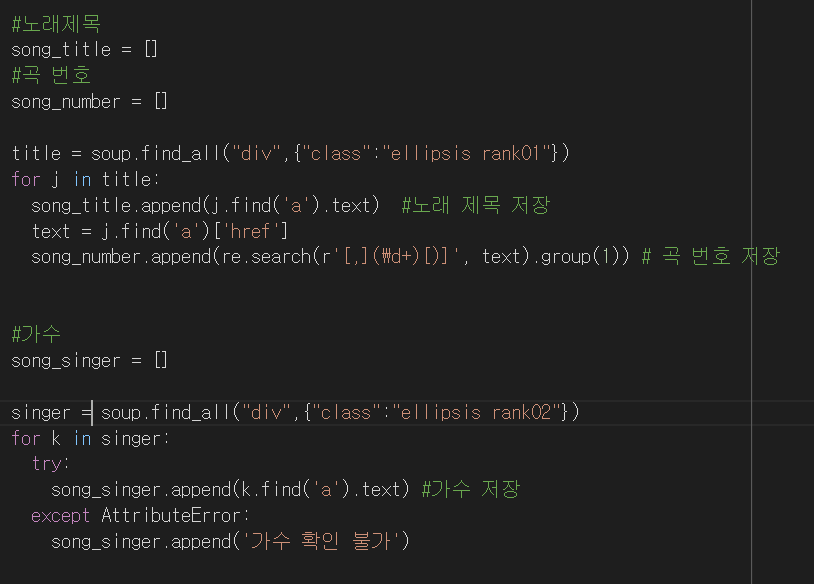 #노래제목
song_title = []
#곡 번호
song_number = []
title = soup.find_all("div",{"class":"ellipsis rank01"})
for j in title:
song_title.append(j.find('a').text)  #노래 제목 저장
text = j.find('a')['href']
song_number.append(re.search(r'[,](₩d+)[)]', text).group(1)) # 곡 번호 저장
#가수
song_singer = []
singer = soup.find_all("div",{"class":"ellipsis rank02"})
for k in singer:
try:
song_singer.append(k.find('a').text) #가수 저장
except AttributeError:
song_singer.append('가수 확인 불가')